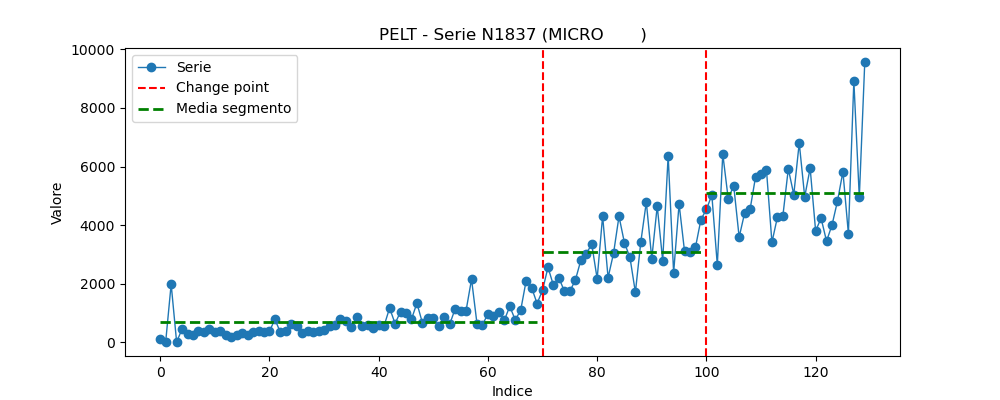 PELT - Serie N1837 (MICRO        )
Serie
Change point
Media segmento
Valore
10000
8000
6000
4000
2000
0
0 20 40 60 80 100 120
Indice